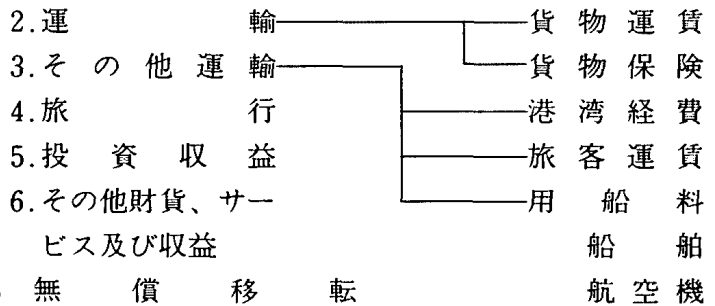 2.運輸 貨物運賃
3.その他運輸 貨物保険
4.旅行 港湾経費
5.投資収益 旅客運賃
6.その他財貨、サー 用船料
ビス及び収益 船舶
無償移転 航空機